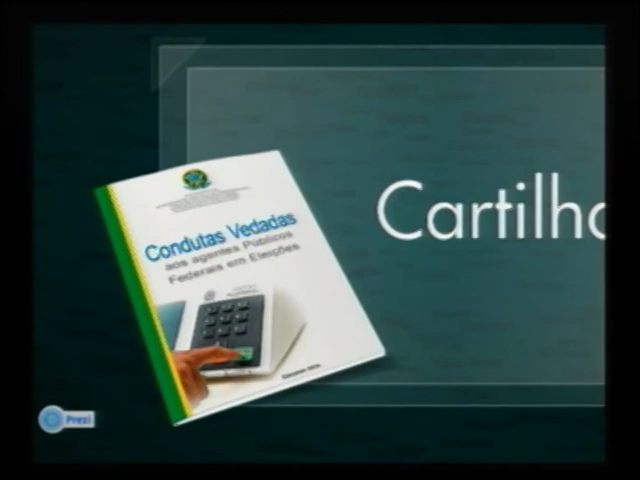 Condutas Vedadas
aos agentes Públicos
Federais em Eleições
Cartilha
Prezi